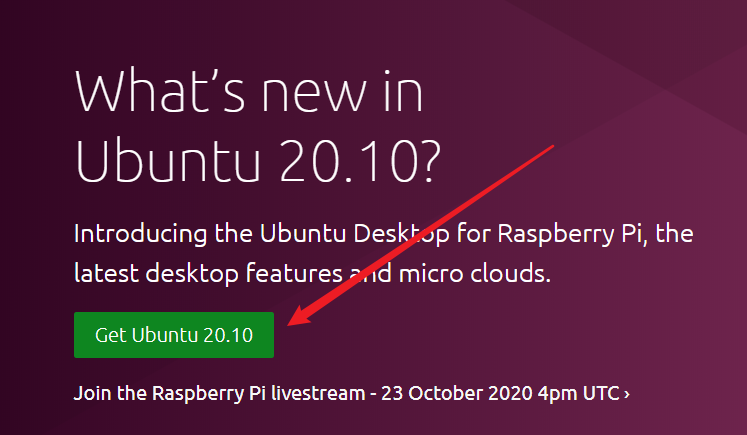 What’s new in
Ubuntu 20.10?
Introducing the Ubuntu Desktop for Raspberry Pi, the
latest desktop features and micro clouds.
Get Ubuntu 20.10
Join the Raspberry Pi livestream - 23 October 2020 4pm UTC ›